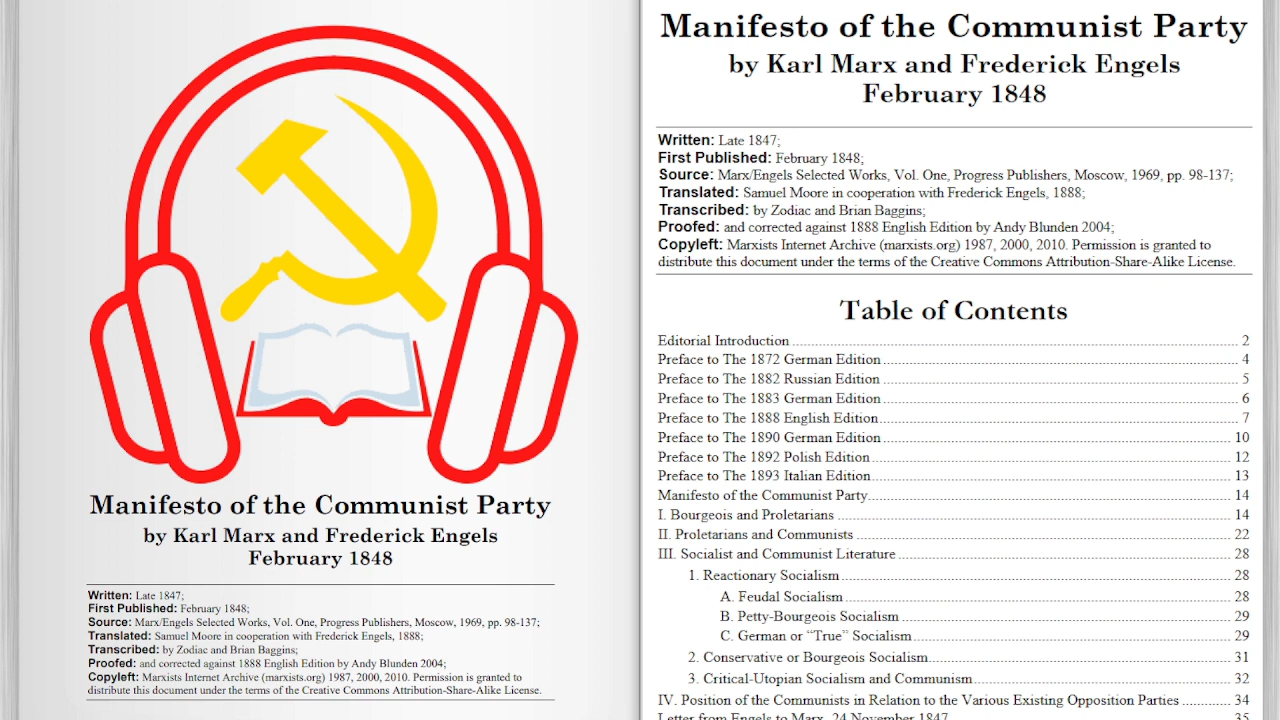 Manifesto of the Communist Party
by Karl Marx and Frederick Engels
February 1848
Written: Late 1847;
First Published: February 1848;
Source: Marx/Engels Selected Works, Vol. One, Progress Publishers, Moscow, 1969, pp. 98-137;
Translated: Samuel Moore in cooperation with Frederick Engels, 1888;
Transcribed: by Zodiac and Brian Baggins;
Proofed: and corrected against 1888 English Edition by Andy Blunden 2004;
Copyleft: Marxists Internet Archive (marxists.org) 1987, 2000, 2010. Permission is granted to
distribute this document under the terms of the Creative Commons Attribution-Share-Alike License.
Manifesto of the Communist Party
by Karl Marx and Frederick Engels
February 1848
Written: Late 1847;
First Published: February 1848;
Source: Marx/Engels Selected Works, Vol. One, Progress Publishers, Moscow, 1969, pp. 98-137;
Translated: Samuel Moore in cooperation with Frederick Engels, 1888;
Transcribed: by Zodiac and Brian Baggins;
Proofed: and corrected against 1888 English Edition by Andy Blunden 2004;
Copyleft: Marxists Internet Archive (marxists.org) 1987, 2000, 2010. Permission is granted to
distribute this document under the terms of the Creative Commons Attribution-Share-Alike License.
Table of Contents
Editorial Introduction 2
Preface to The 1872 German Edition 4
Preface to The 1882 Russian Edition 5
Preface to The 1883 German Edition 6
Preface to The 1888 English Edition 7
Preface to The 1890 German Edition 10
Preface to The 1892 Polish Edition 12
Preface to The 1893 Italian Edition 13
Manifesto of the Communist Party 14
I. Bourgeois and Proletarians 14
II. Proletarians and Communists 22
III. Socialist and Communist Literature 28
1. Reactionary Socialism 28
A. Feudal Socialism 28
B. Petty-Bourgeois Socialism 29
C. German or “True” Socialism 29
2. Conservative or Bourgeois Socialism 31
3. Critical-Utopian Socialism and Communism 32
IV. Position of the Communists in Relation to the Various Existing Opposition Parties 34
Letter from Engels to Marx, 24 November 1847 35